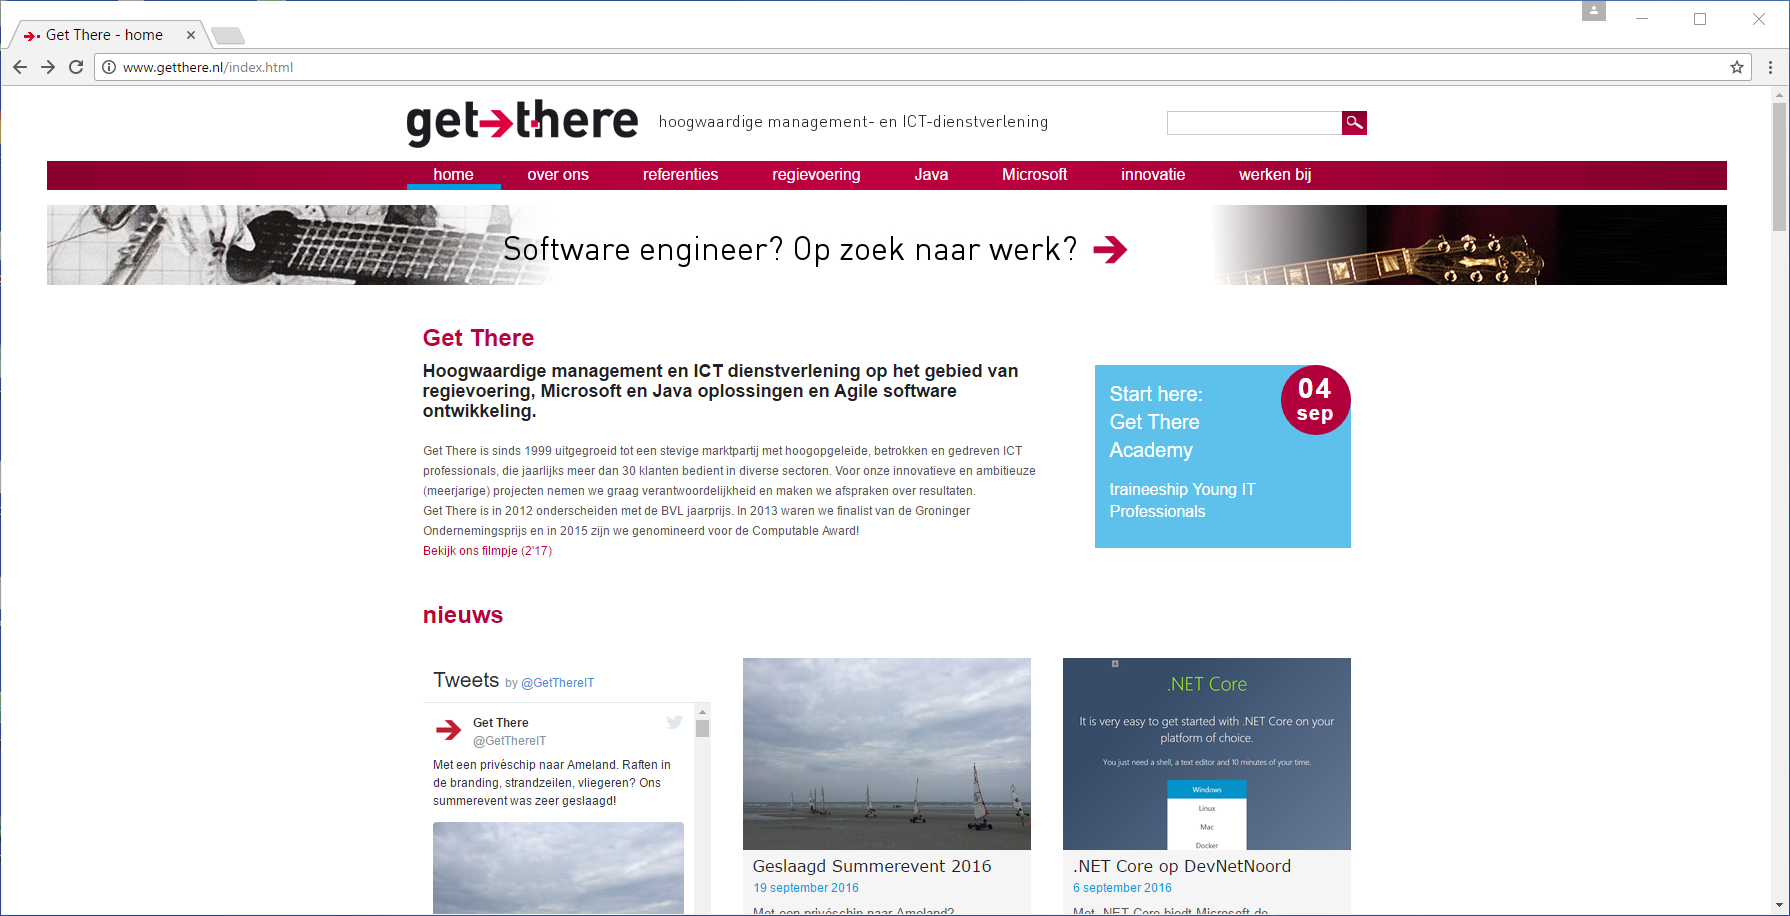 Get There - home
www.getthere.nl/index.html
get there
hoogwaardige management- en ICT-dienstverlening
home over ons referenties regievoering Java Microsoft innovatie werken bij
Software engineer? Op zoek naar werk?
Get There
Hoogwaardige management en ICT dienstverlening op het gebied van
regievoering, Microsoft en Java oplossingen en Agile software
ontwikkeling.
Get There is sinds 1999 uitgegroeid tot een stevige marktpartij met hoogopgeleide, betrokken en gedreven ICT
professionals, die jaarlijks meer dan 30 klanten bedient in diverse sectoren. Voor onze innovatieve en ambitieuze
(meerjarige) projecten nemen we graag verantwoordelijkheid en maken we afspraken over resultaten.
Get There is in 2012 onderscheiden met de BVL jaarprijs. In 2013 waren we finalist van de Groninger
Ondernemingsprijs en in 2015 zijn we genomineerd voor de Computable Award!
Bekijk ons filmpje (2'17)
Start here:
Get There
Academy
04
sep
traineeship Young IT
Professionals
nieuws
Tweets by @GetThereIT
Get There
@GetThereIT
Met een privéschip naar Ameland. Raften in
de branding, strandzeilen, vliegeren? Ons
summerevent was zeer geslaagd!
Geslaagd Summerevent 2016
19 september 2016
Met een privéschip naar Ameland?
.NET Core
It is very easy to get started with .NET Core on your
platform of choice.
You just need a shell, a text editor and 10 minutes of your time.
Windows
Linux
Mac
Docker
.NET Core op DevNetNoord
6 september 2016
Met .NET Core biedt Microsoft de